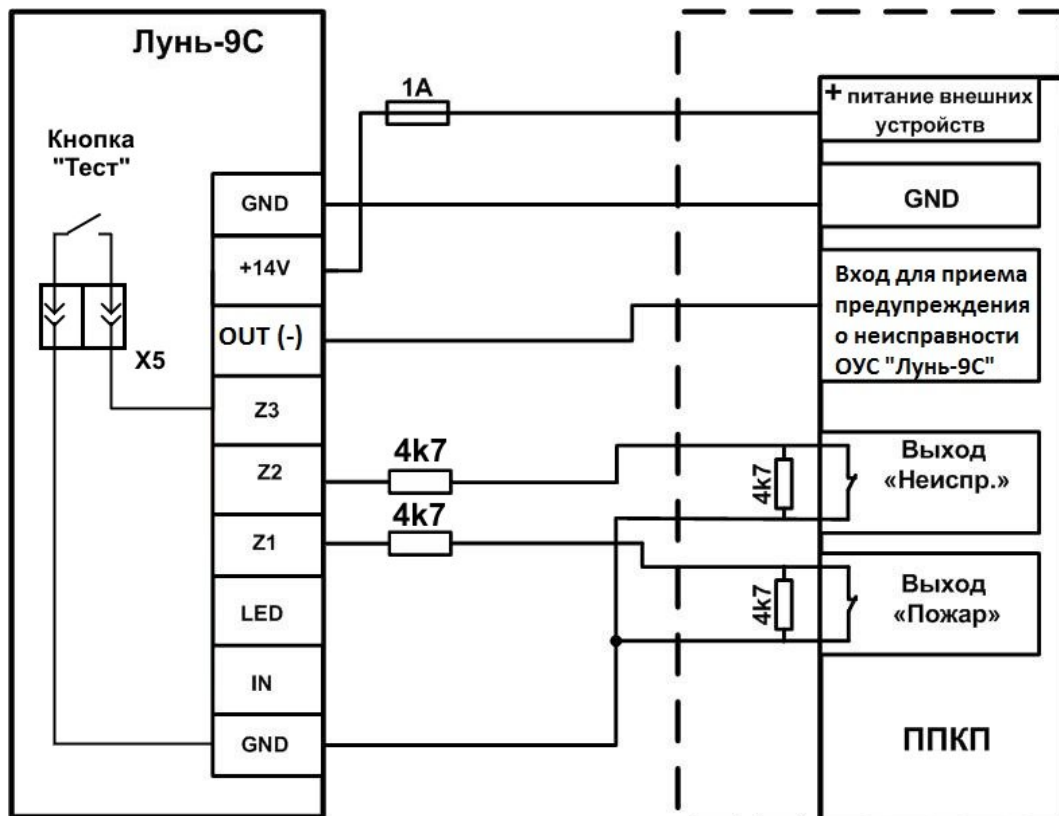 Лунь-9С
Кнопка
"Тест"
X5
GND
+14V
OUT (-)
Z3
Z2
Z1
LED
IN
GND
1A
4k7
4k7
4k7
4k7
+ питание внешних
устройств
GND
Вход для приема
предупреждения
о неисправности
ОУС "Лунь-9С"
Выход
«Неиспр.»
Выход
«Пожар»
ППКП